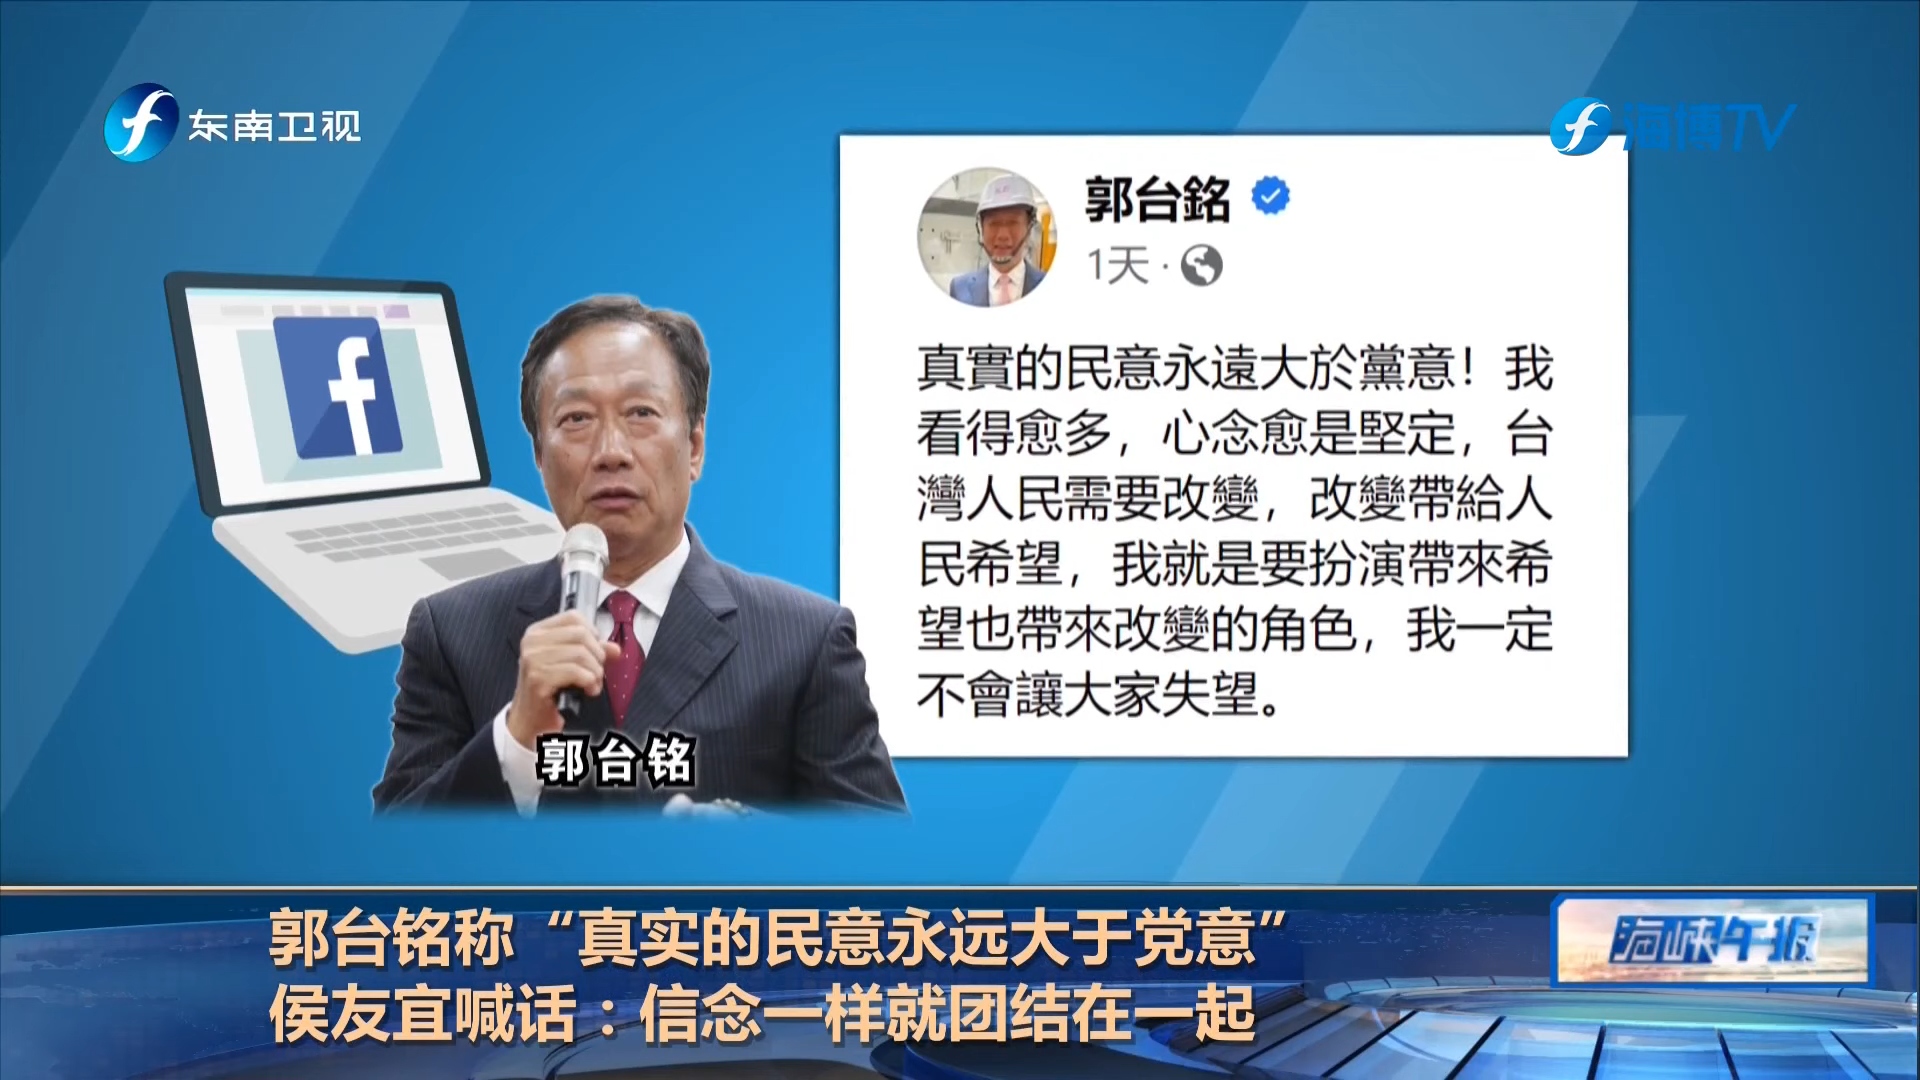 东南卫视
海博TV
郭台銘
1天
真實的民意永遠大於黨意！我
看得愈多，心念愈是堅定，台
灣人民需要改變，改變帶給人
民希望，我就是要扮演帶來希
望也帶來改變的角色，我一定
不會讓大家失望。
郭台铭
郭台铭称“真实的民意永远大于党意”
侯友宜喊话：信念一样就团结在一起
海峡午报